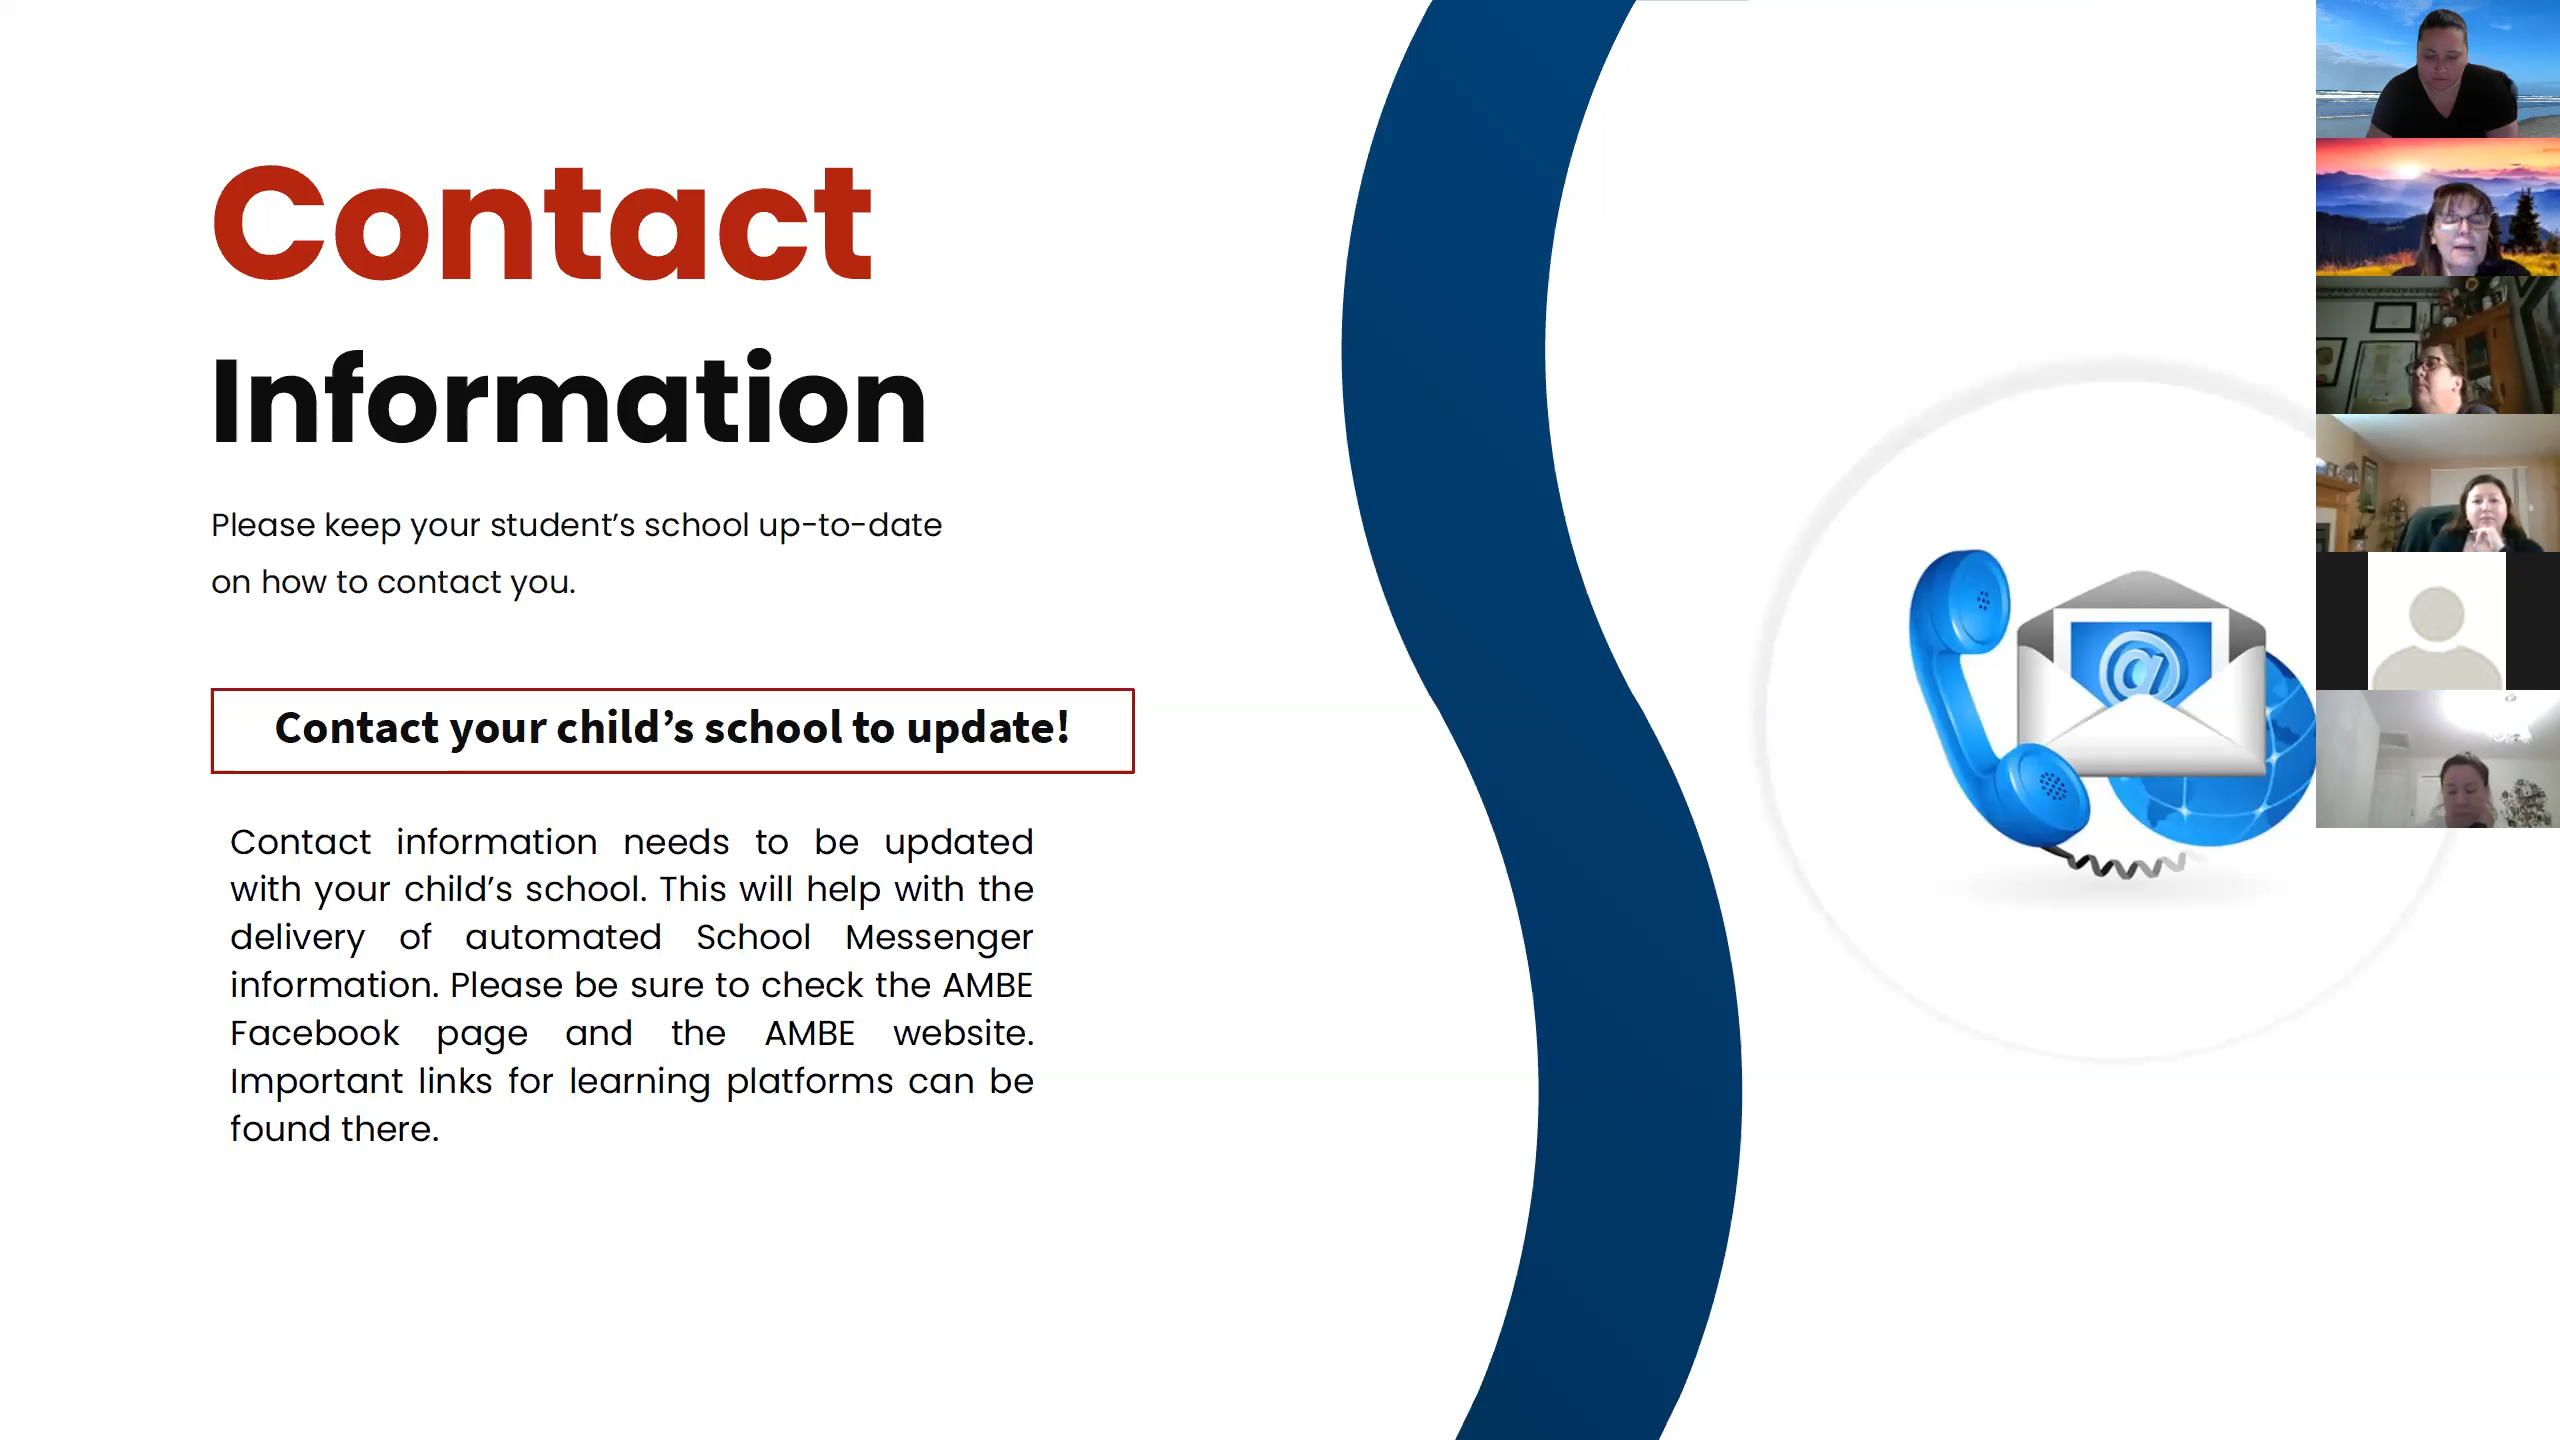 Contact
Information
Please keep your student’s school up-to-date
on how to contact you.
Contact your child’s school to update!
Contact information needs to be updated
with your child’s school. This will help with the
delivery of automated School Messenger
information. Please be sure to check the AMBE
Facebook page and the AMBE website.
Important links for learning platforms can be
found there.
@